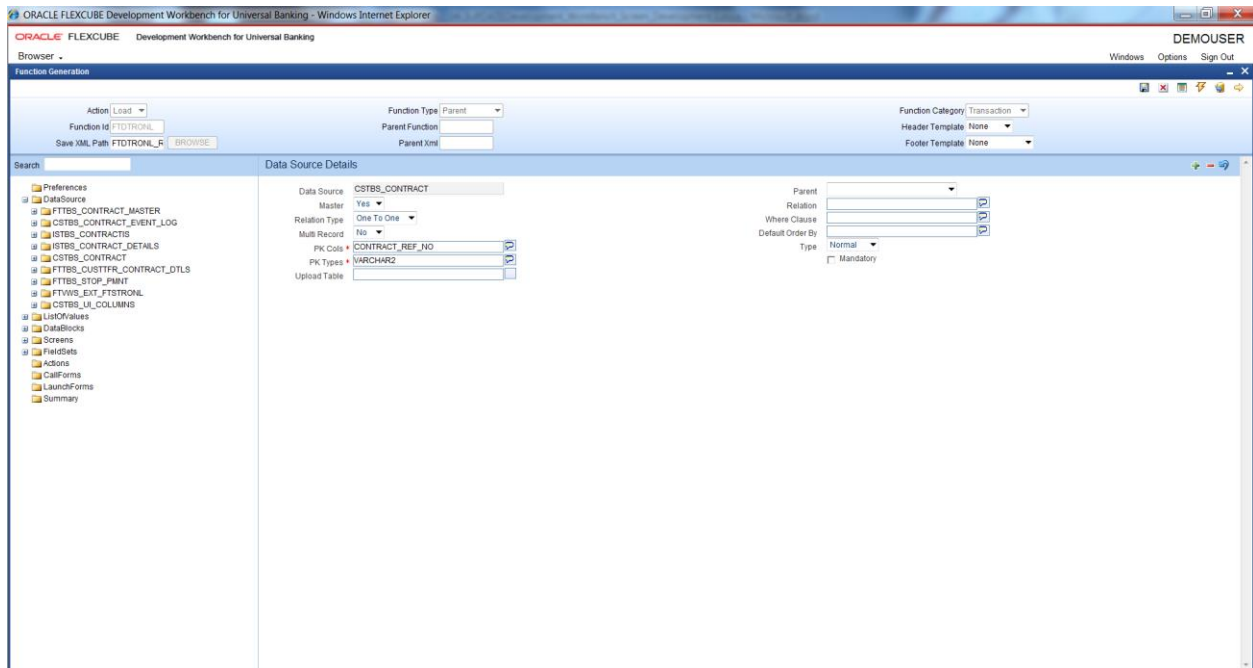 ORACLE FLEXCUBE Development Workbench for Universal Banking - Windows Internet Explorer
ORACLE FLEXCUBE Development Workbench for Universal Banking DEMOUSER
Browser Windows Options Sign Out
Function Generation
Action Load Function Type Parent Function Category Transaction
Function Id FTDTRONL Parent Function Header Template None
Save XML Path FTDTRONL_R BROWSE Parent Xml Footer Template None
Search Data Source Details
Preferences
DataSource
FTTBS_CONTRACT_MASTER
CSTBS_CONTRACT_EVENT_LOG
ISTBS_CONTRACTIS
ISTBS_CONTRACT_DETAILS
CSTBS_CONTRACT
FTTBS_CUSTTFR_CONTRACT_DTLS
FTTBS_STOP_PMNT
FTVWS_EXT_FTSTRONL
CSTBS_UI_COLUMNS
ListOfValues
DataBlocks
Screens
FieldSets
Actions
CallForms
LaunchForms
Summary
Data Source CSTBS_CONTRACT Parent
Master Yes Relation
Relation Type One To One Where Clause
Multi Record No Default Order By
PK Cols * CONTRACT_REF_NO Type Normal
PK Types * VARCHAR2 Mandatory
Upload Table